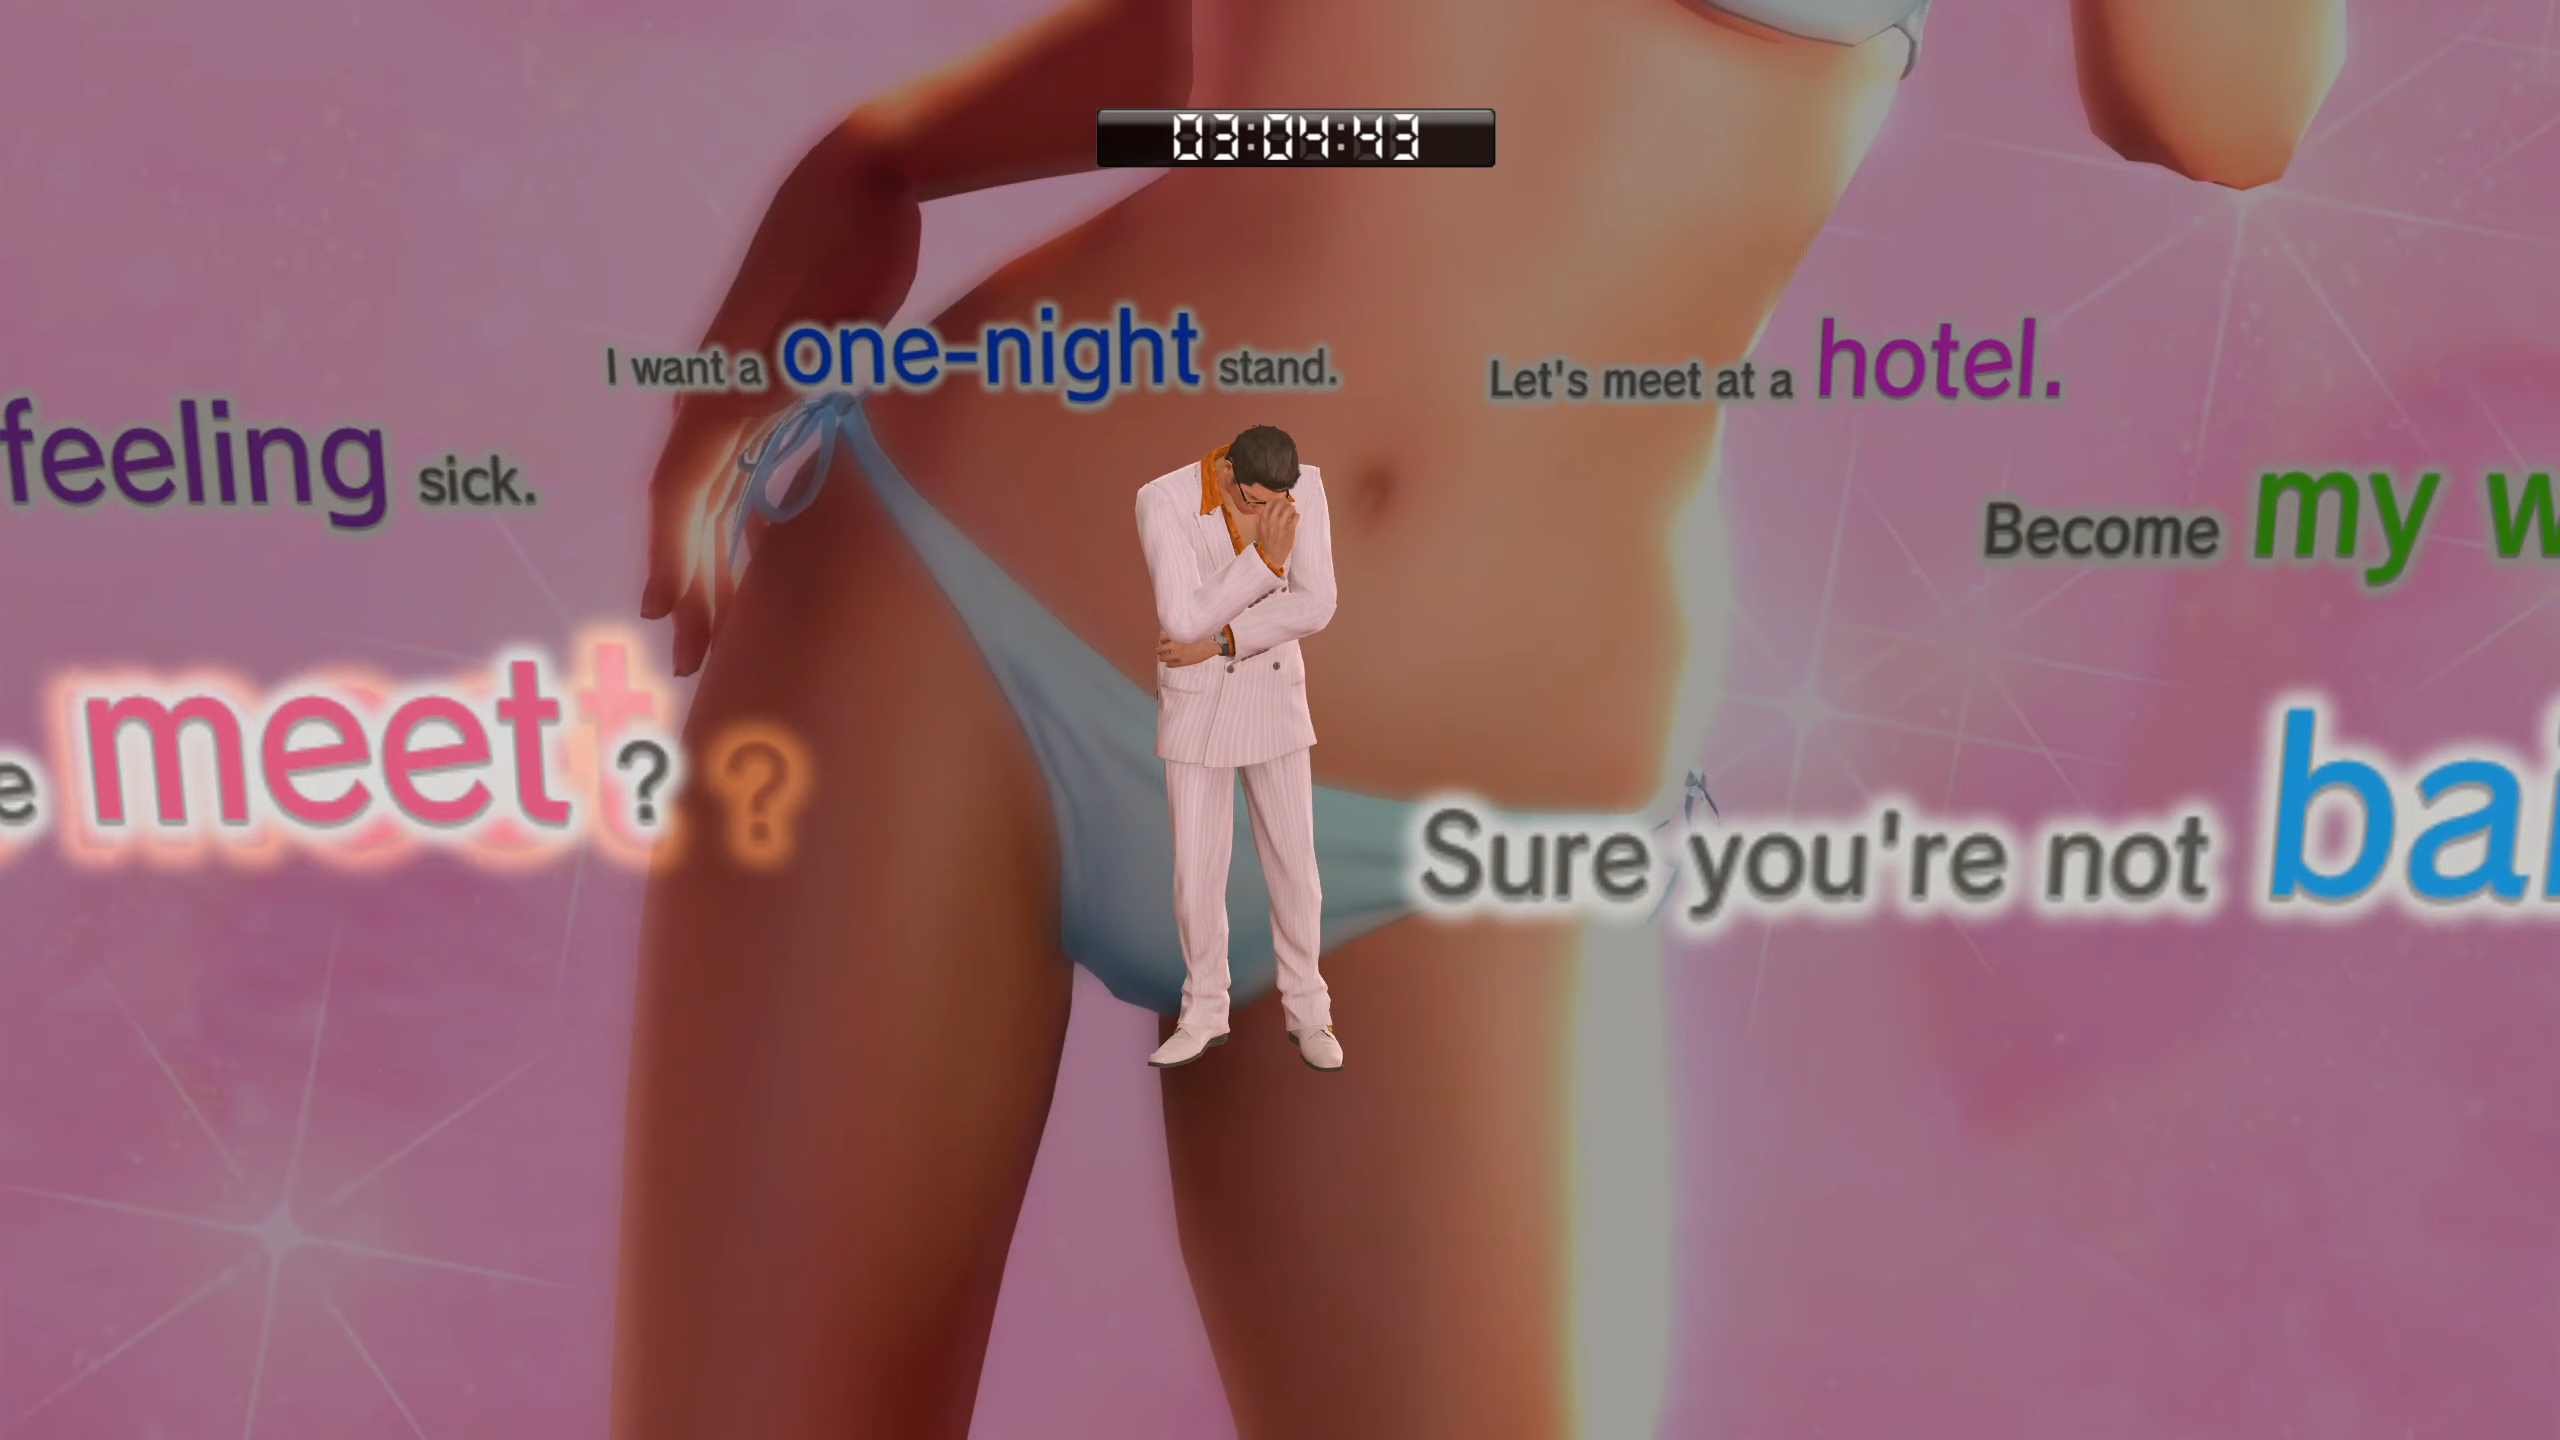 03:04:43
I want a one-night stand.
Let's meet at a hotel.
feeling sick.
Become my
meet?
Sure you're not